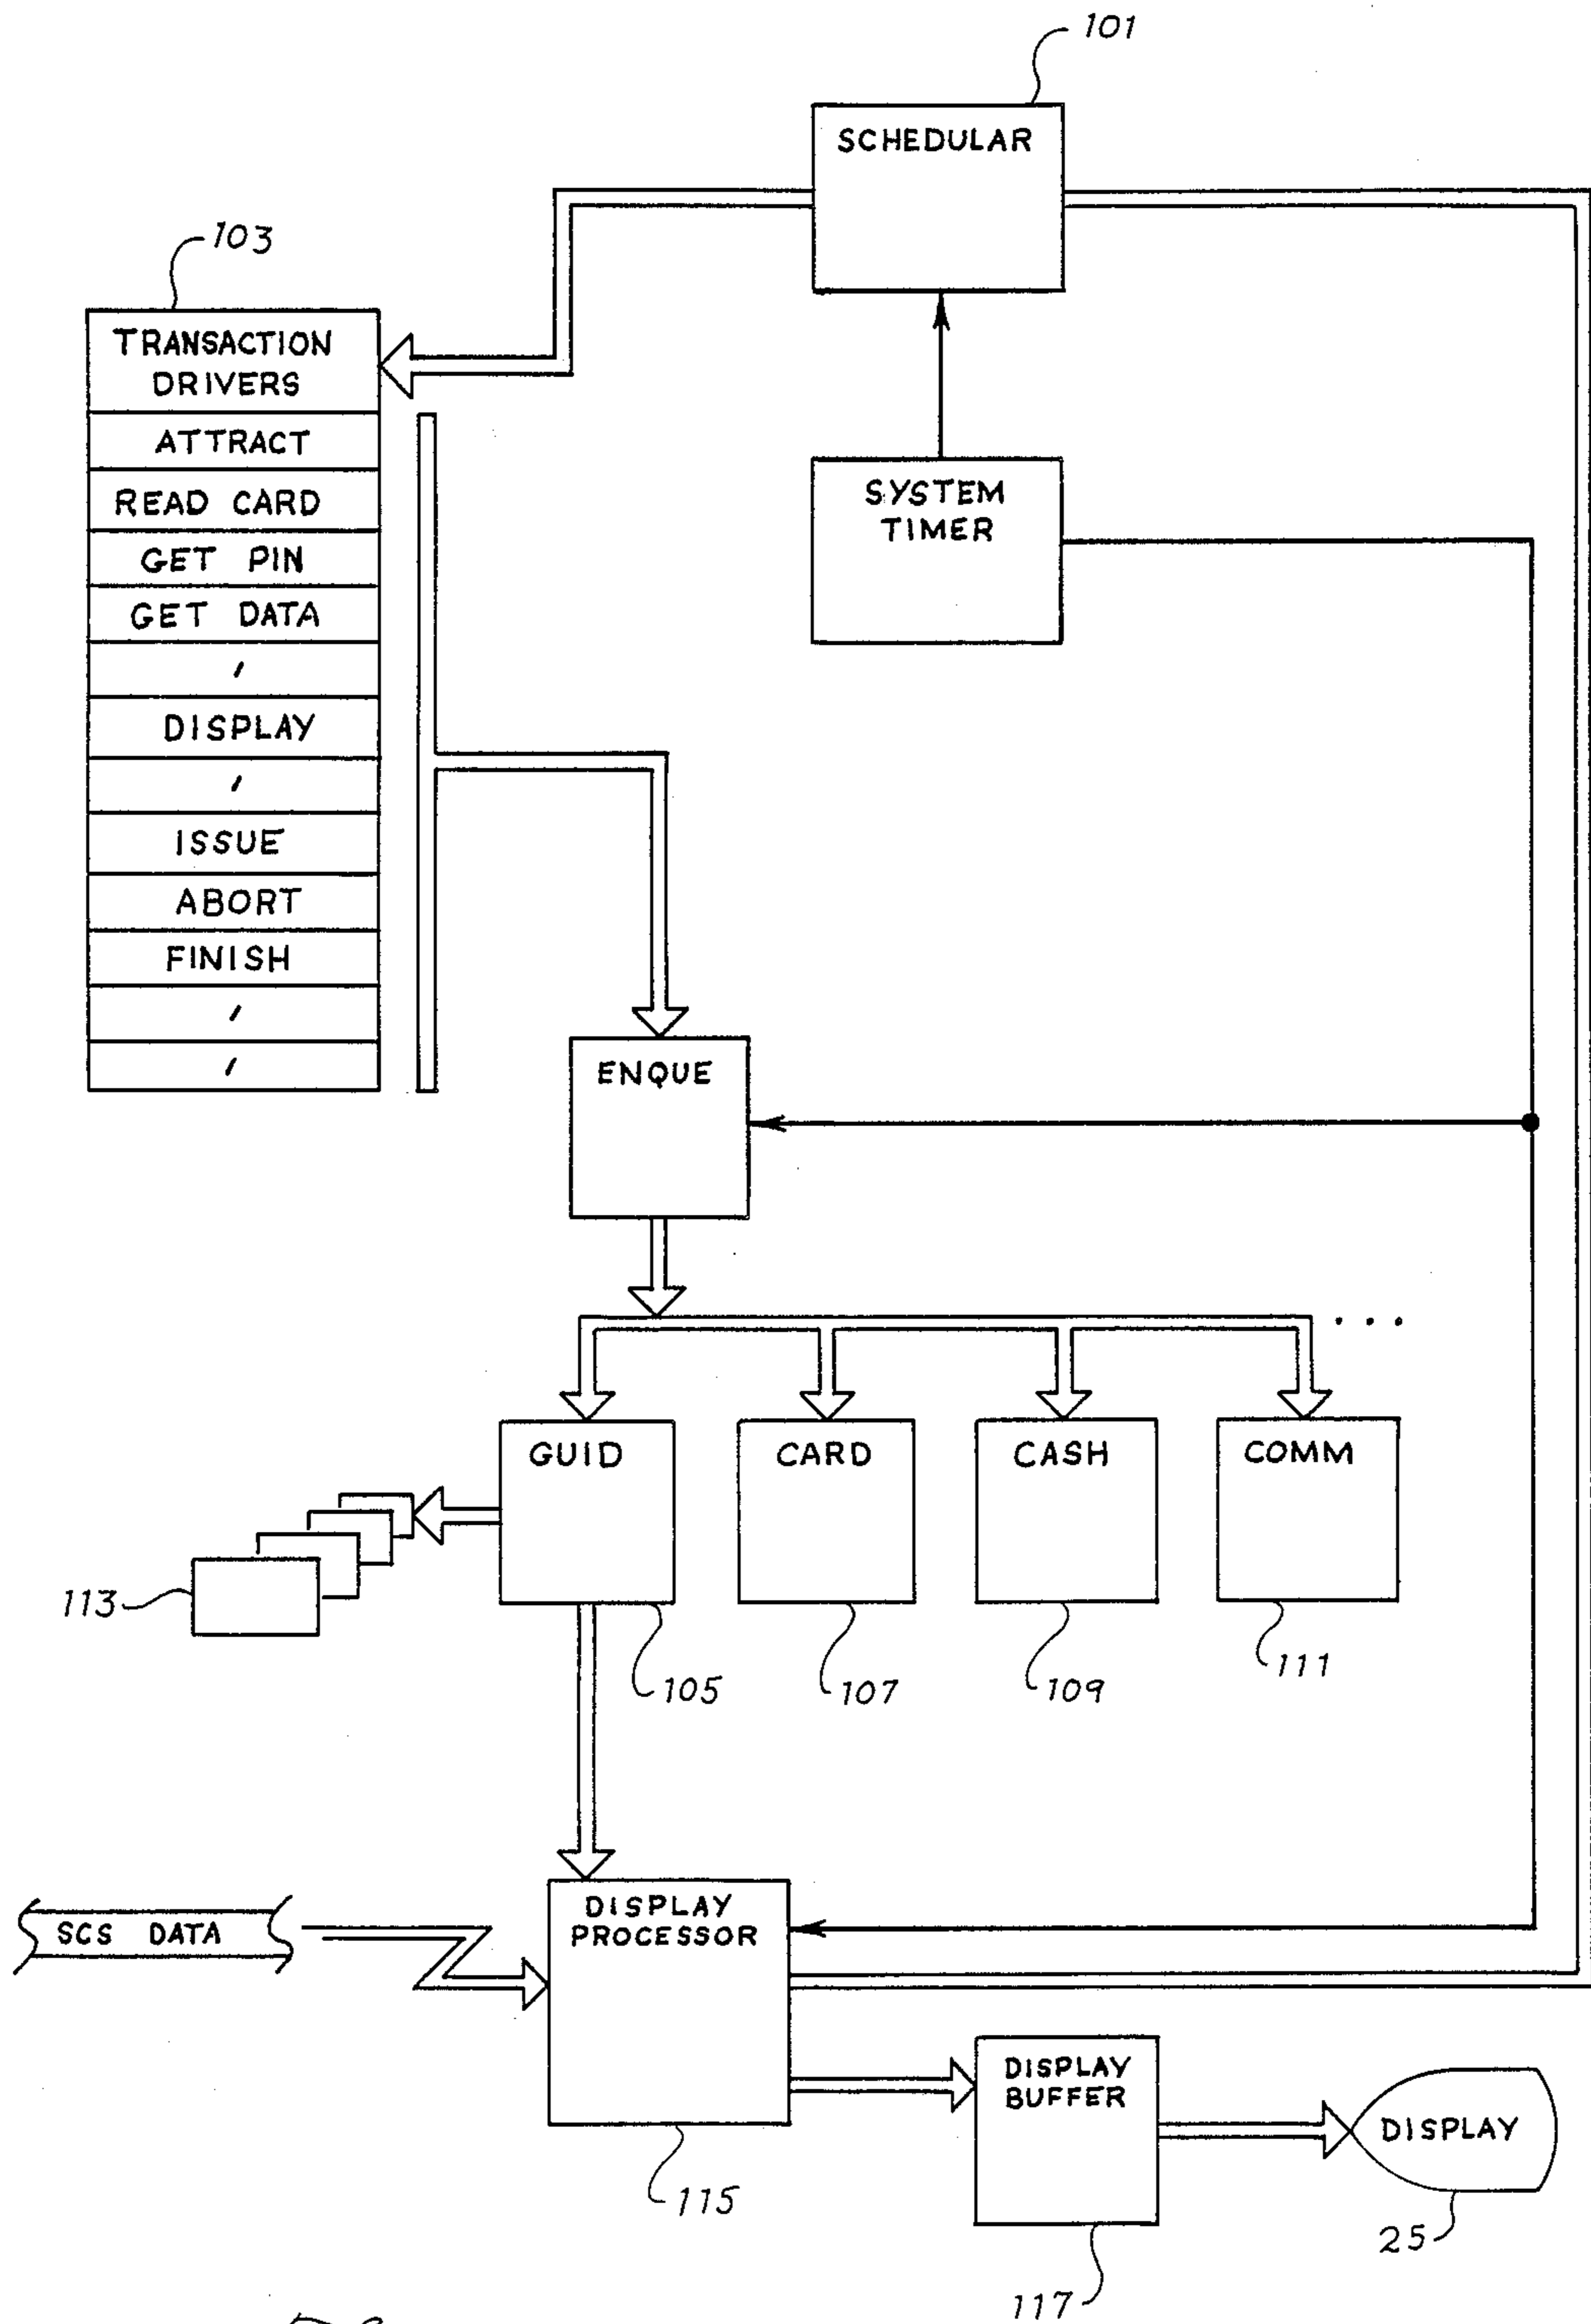 101
SCHEDULAR
103
TRANSACTION
DRIVERS
ATTRACT
READ CARD
GET PIN
GET DATA
DISPLAY
ISSUE
ABORT
FINISH
SYSTEM
TIMER
ENQUE
. . .
GUID
CARD
CASH
COMM
113
105
107
109
111
SCS DATA
DISPLAY
PROCESSOR
DISPLAY
BUFFER
DISPLAY
115
25
117